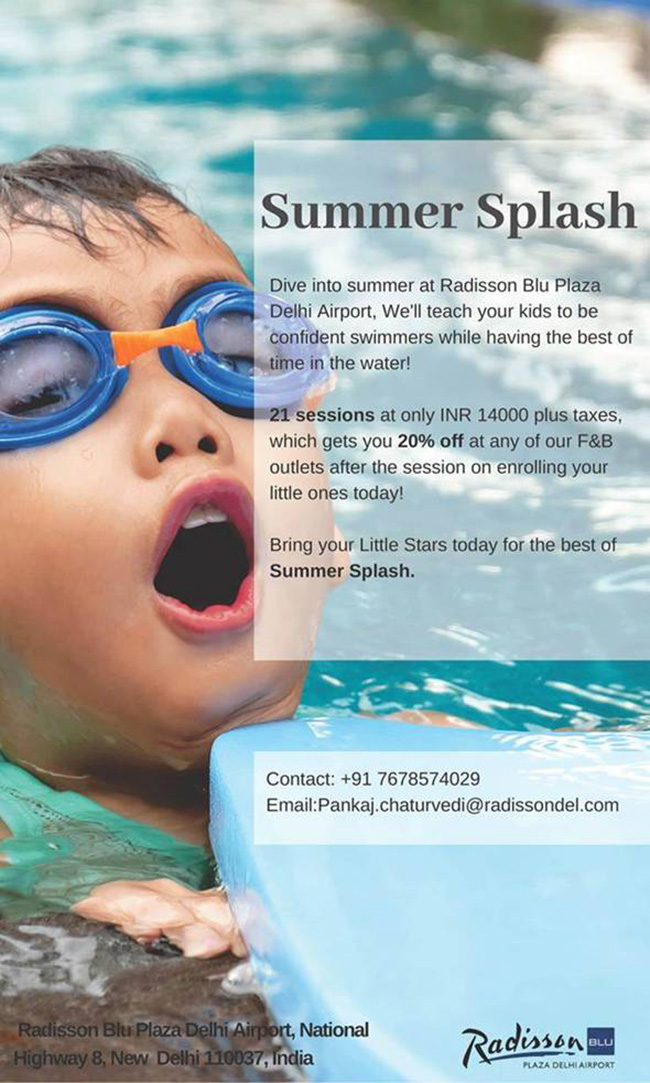 Summer Splash
Dive into summer at Radisson Blu Plaza
Delhi Airport, We'll teach your kids to be
confident swimmers while having the best of
time in the water!
21 sessions at only INR 14000 plus taxes,
which gets you 20% off at any of our F&B
outlets after the session on enrolling your
little ones today!
Bring your Little Stars today for the best of
Summer Splash.
Contact: +91 7678574029
Email:Pankaj.chaturvedi@radissondel.com
Radisson Blu Plaza Delhi Airport, National
Highway 8, New Delhi 110037, India
Radisson BLU
PLAZA DELHI AIRPORT